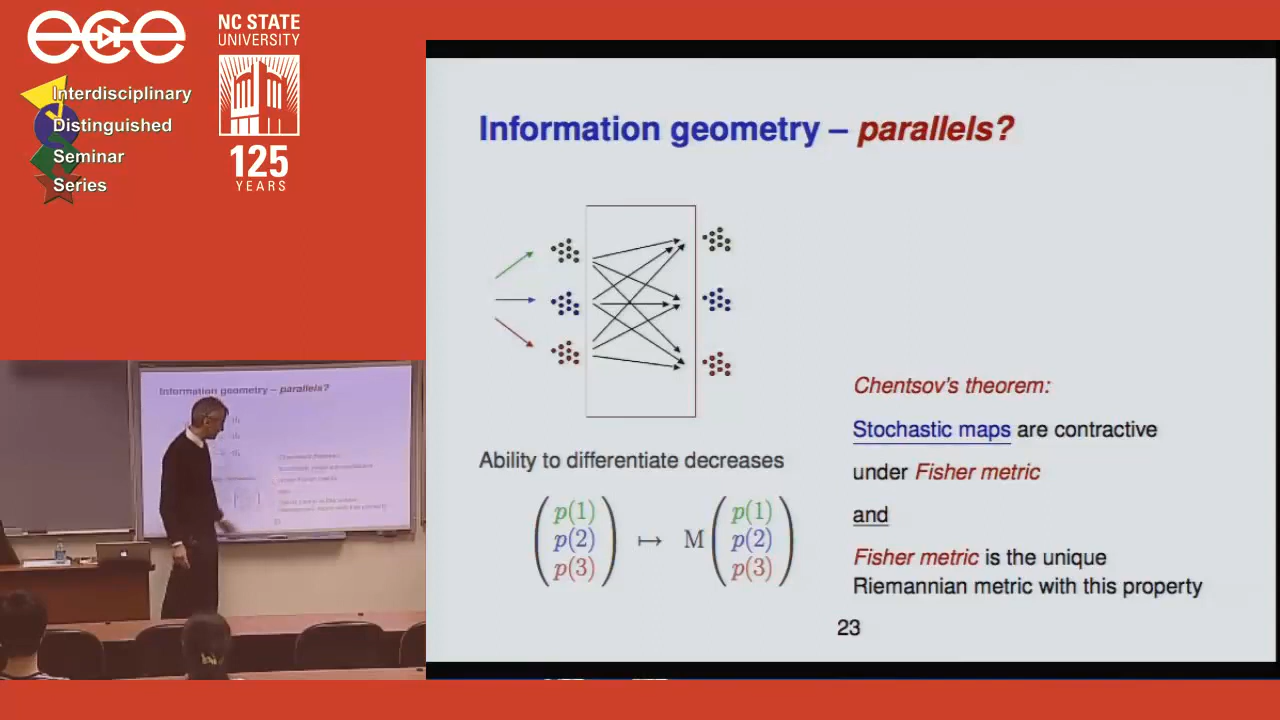 ece
Interdisciplinary
Distinguished
Seminar
Series
NC STATE
UNIVERSITY
125
YEARS
Information geometry – parallels?
Ability to differentiate decreases
p(1)
p(2)
p(3)
↦ M
p(1)
p(2)
p(3)
Chentsov's theorem:
Stochastic maps are contractive
under Fisher metric
and
Fisher metric is the unique
Riemannian metric with this property
23
Information geometry – parallels?